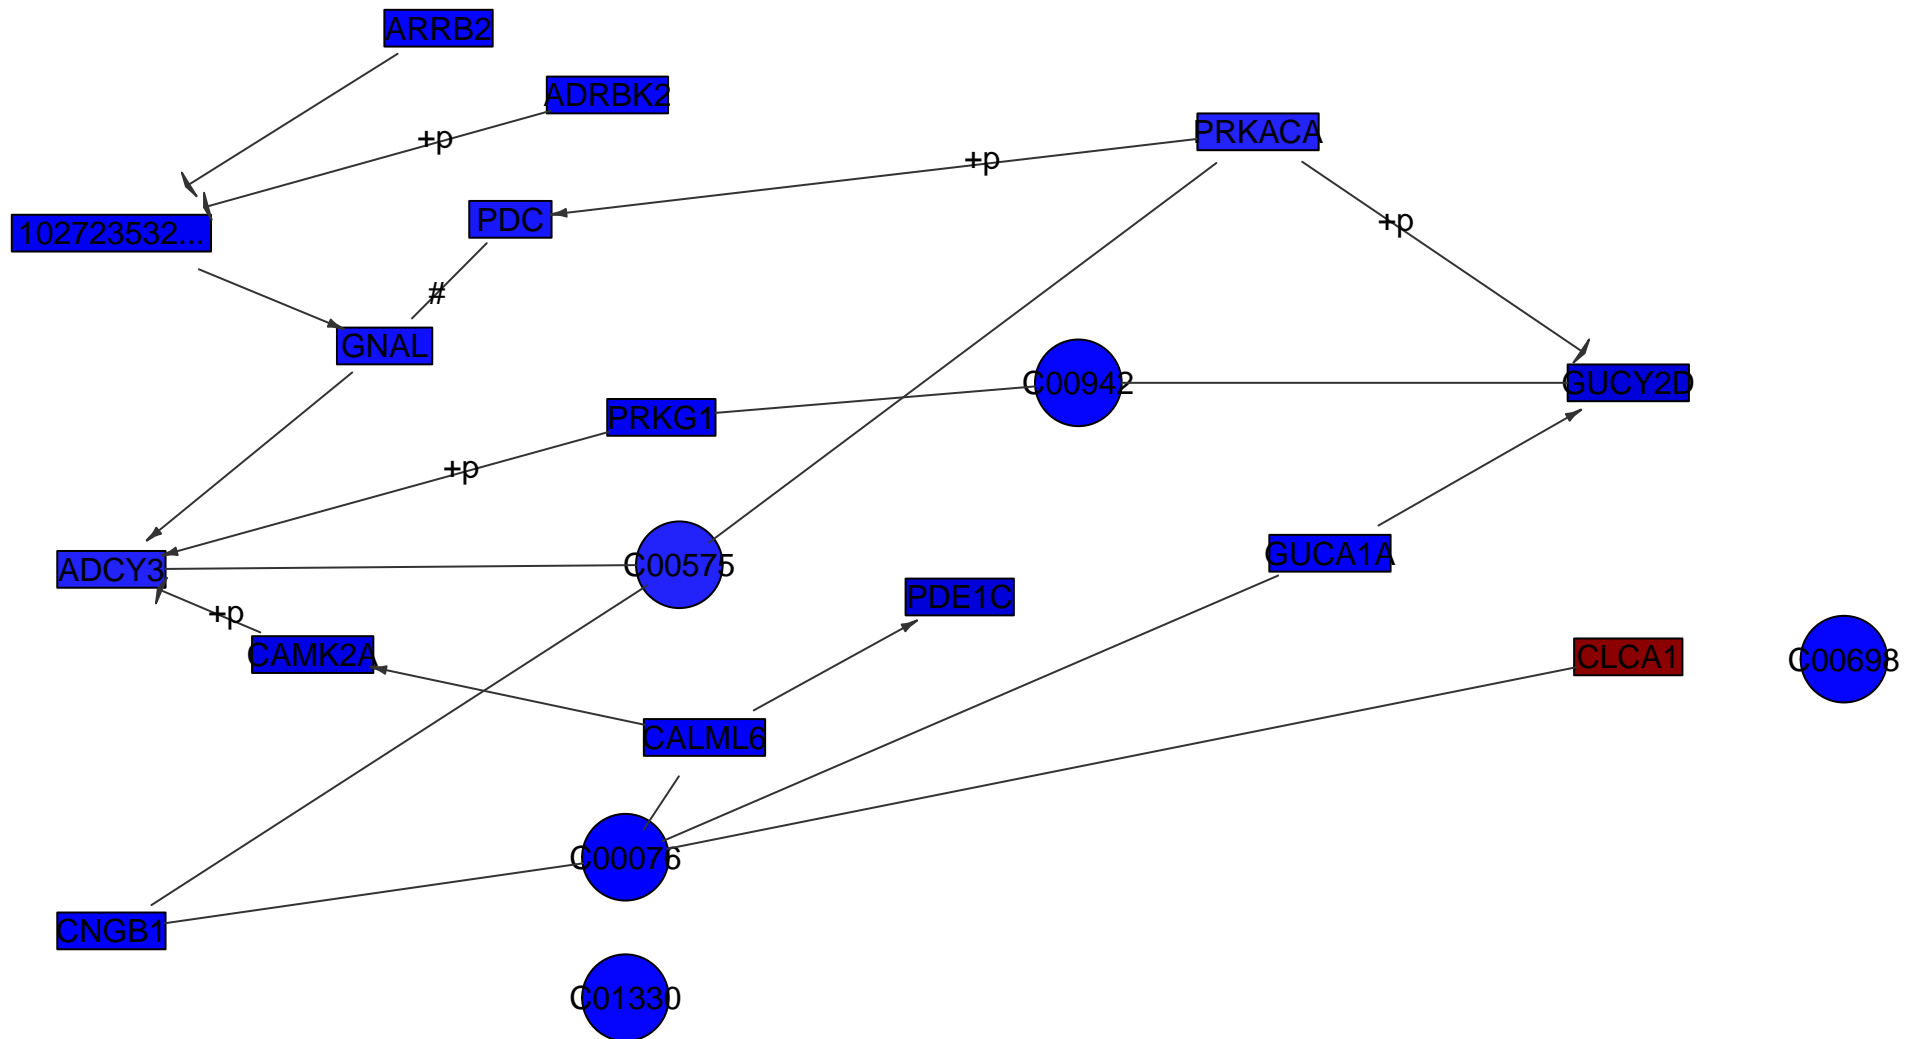 ARRB2
ADRBK2
+p
PRKACA
+p
PDC
+p
102723532...
#
GNAL
C00942
GUCY2D
PRKG1
+p
ADCY3
C00575
GUCA1A
PDE1C
+p
CAMK2A
CLCA1
C00698
CALML6
C00076
CNGB1
C01330